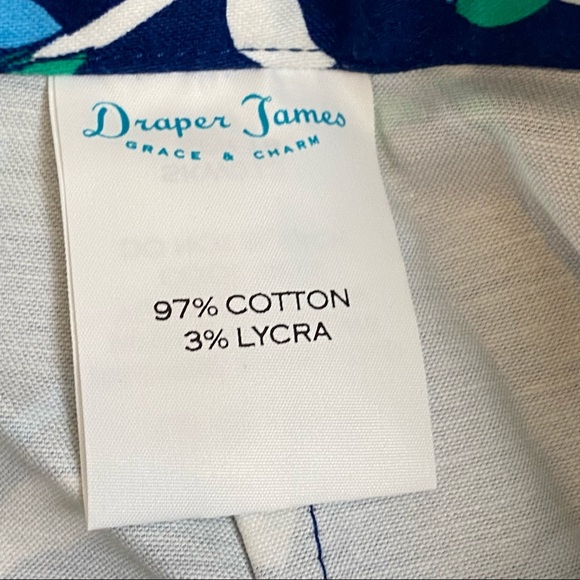 Draper James
GRACE & CHARM
97% COTTON
3% LYCRA